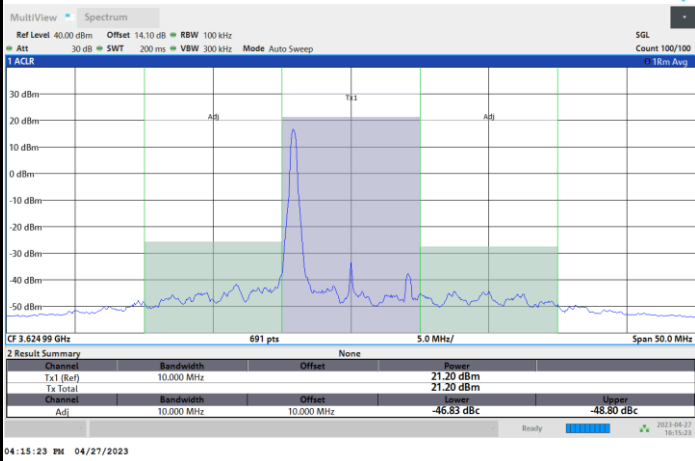 MultiView Spectrum
Ref Level 40.00 dBm Offset 14.10 dB RBW 100 kHz SGL
Att 30 dB SWT 200 ms VBW 300 kHz Mode Auto Sweep Count 100/100
1 ACLR 1Rm Avg
30 dBm
Tx1
20 dBm
Adj Adj
10 dBm
0 dBm
-10 dBm
-20 dBm
-30 dBm
-40 dBm
-50 dBm
CF 3.624 99 GHz 691 pts 5.0 MHz/ Span 50.0 MHz
2 Result Summary None
Channel Bandwidth Offset Power
Tx1 (Ref) 10.000 MHz 21.20 dBm
Tx Total 21.20 dBm
Channel Bandwidth Offset Lower Upper
Adj 10.000 MHz 10.000 MHz -46.83 dBc -48.80 dBc
Ready 2023-04-27
16:15:23
04:15:23 PM 04/27/2023